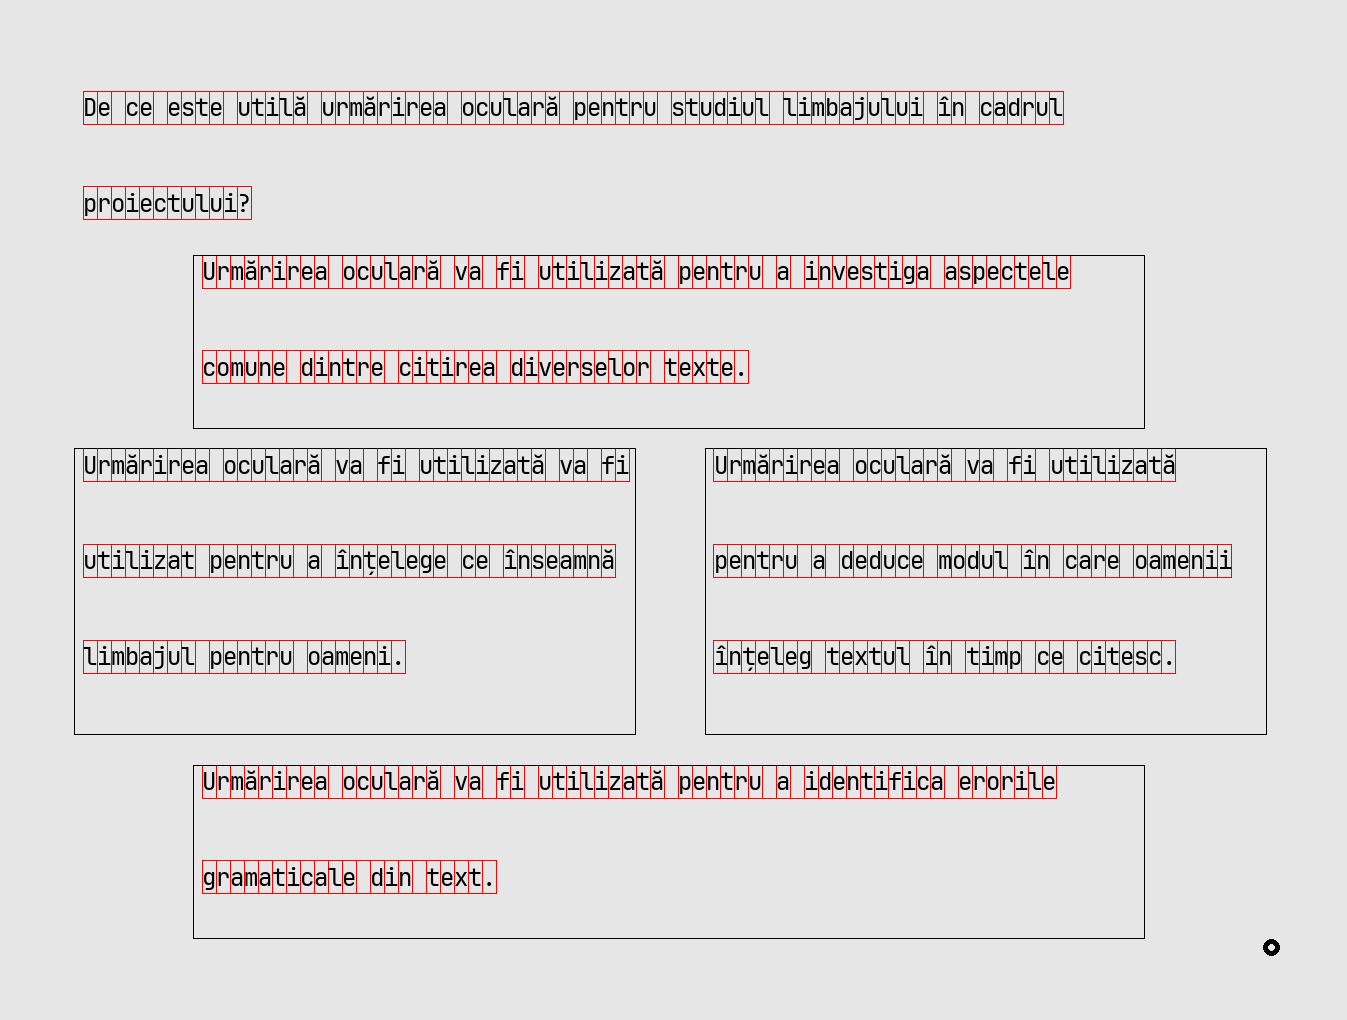 De ce este utilă urmărirea oculară pentru studiul limbajului în cadrul
proiectului?
Urmărirea oculară va fi utilizată pentru a investiga aspectele
comune dintre citirea diverselor texte.
Urmărirea oculară va fi utilizată va fi
utilizat pentru a înțelege ce înseamnă
limbajul pentru oameni.
Urmărirea oculară va fi utilizată
pentru a deduce modul în care oamenii
înțeleg textul în timp ce citesc.
Urmărirea oculară va fi utilizată pentru a identifica erorile
gramaticale din text.